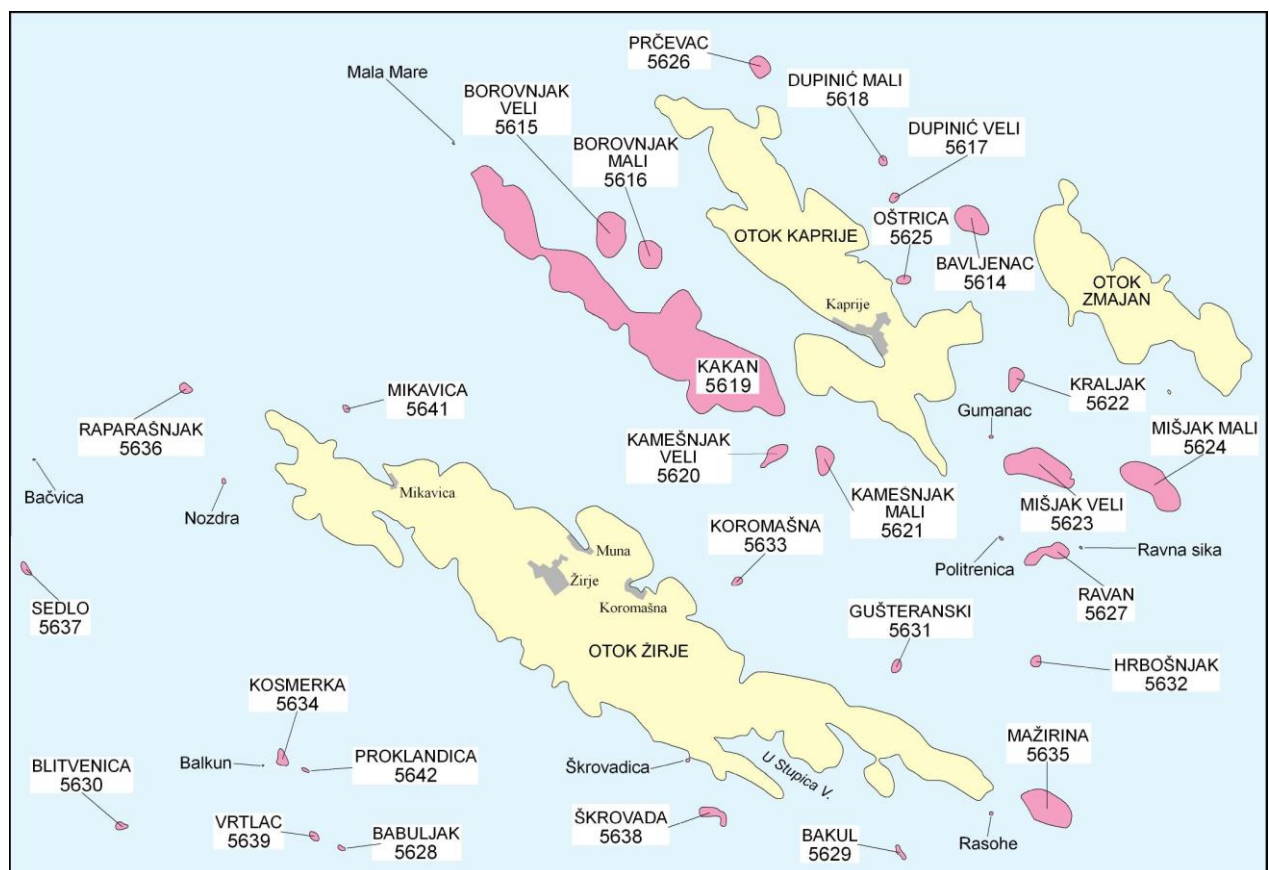 PRČEVAC
5626
Mala Mare
DUPINIĆ MALI
5618
BOROVNJAK
VELI
5615
DUPINIĆ VELI
5617
BOROVNJAK
MALI
5616
OŠTRICA
5625
OTOK KAPRIJE
BAVLJENAC
5614
OTOK
ZMAJAN
Kaprije
KAKAN
5619
KRALJAK
5622
MIKAVICA
5641
Gumanac
RAPARAŠNJAK
5636
MIŠJAK MALI
5624
KAMEŠNJAK
VELI
5620
Bačvica
Mikavica
Nozdra
KAMEŠNJAK
MALI
5621
MIŠJAK VELI
5623
KOROMAŠNA
5633
Muna
Ravna sika
Politrenica
Žirje
SEDLO
5637
Koromašna
RAVAN
5627
GUŠTERANSKI
5631
OTOK ŽIRJE
HRBOŠNJAK
5632
KOSMERKA
5634
MAŽIRINA
5635
PROKLANDICA
5642
Balkun
Škrovadica
U Stupica V.
BLITVENICA
5630
ŠKROVADA
5638
VRTLAC
5639
BABULJAK
5628
BAKUL
5629
Rasohe